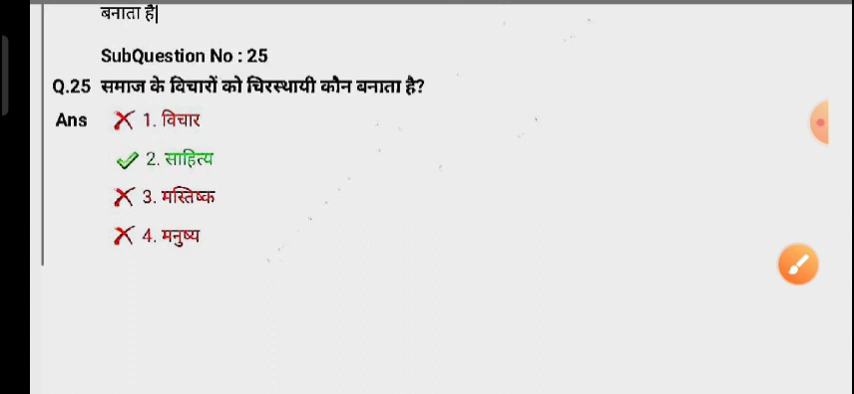 बनाता है|
SubQuestion No : 25
Q.25 समाज के विचारों को चिरस्थायी कौन बनाता है?
Ans 1. विचार
2. साहित्य
3. मस्तिष्क
4. मनुष्य